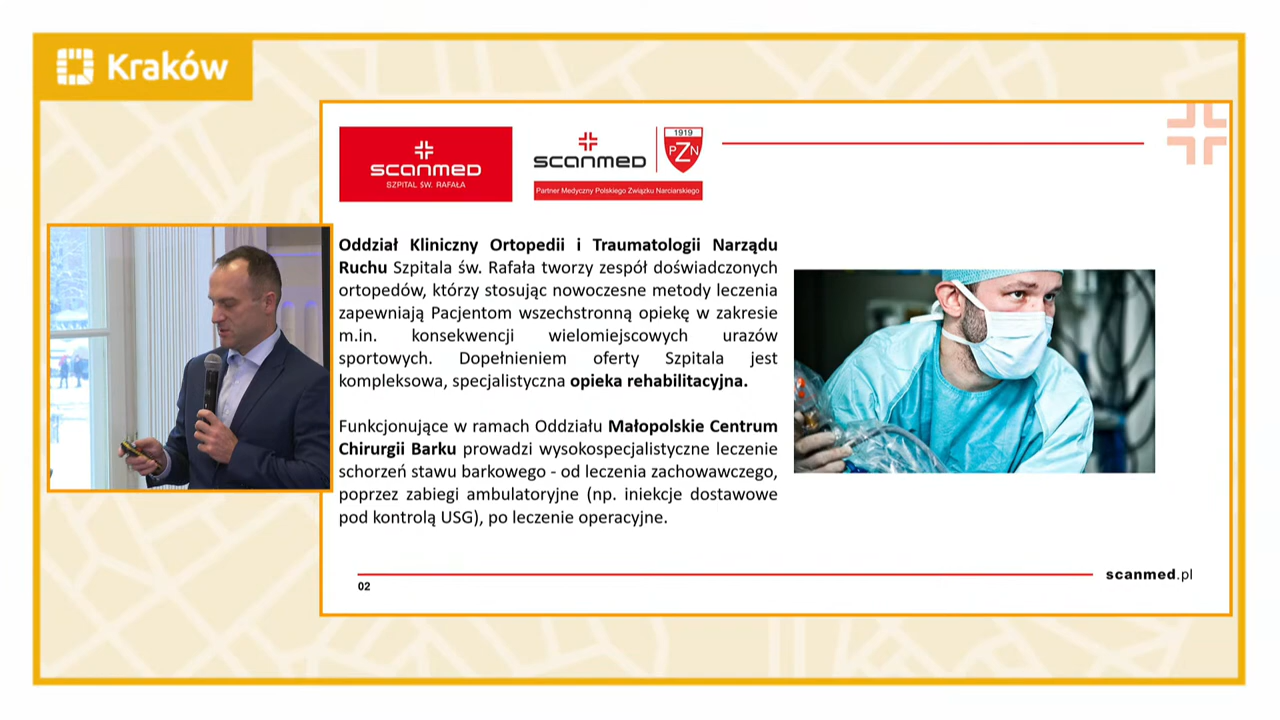 Kraków
scanmed
SZPITAL ŚW. RAFAŁA
scanmed
1919
PZN
Partner Medyczny Polskiego Związku Narciarskiego
Oddział Kliniczny Ortopedii i Traumatologii Narządu
Ruchu Szpitala św. Rafała tworzy zespół doświadczonych
ortopedów, którzy stosując nowoczesne metody leczenia
zapewniają Pacjentom wszechstronną opiekę w zakresie
m.in. konsekwencji wielomiejscowych urazów
sportowych. Dopełnieniem oferty Szpitala jest
kompleksowa, specjalistyczna opieka rehabilitacyjna.
Funkcjonujące w ramach Oddziału Małopolskie Centrum
Chirurgii Barku prowadzi wysokospecjalistyczne leczenie
schorzeń stawu barkowego - od leczenia zachowawczego,
poprzez zabiegi ambulatoryjne (np. iniekcje dostawowe
pod kontrolą USG), po leczenie operacyjne.
02
scanmed.pl